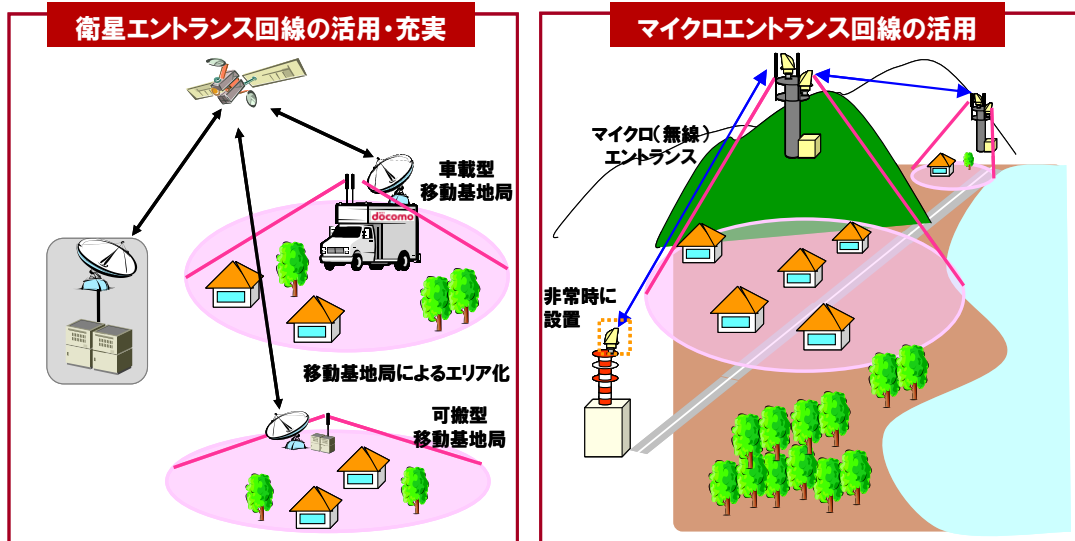 衛星エントランス回線の活用・充実
車載型
移動基地局
döcomo
移動基地局によるエリア化
可搬型
移動基地局
マイクロエントランス回線の活用
マイクロ（無線）
エントランス
非常時に
設置